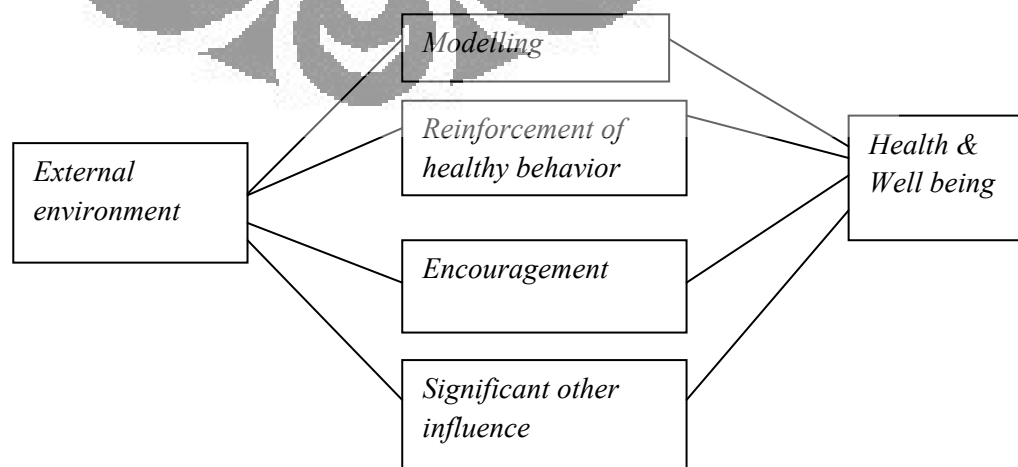 Modelling
Reinforcement of
healthy behavior
External
environment
Health &
Well being
Encouragement
Significant other
influence